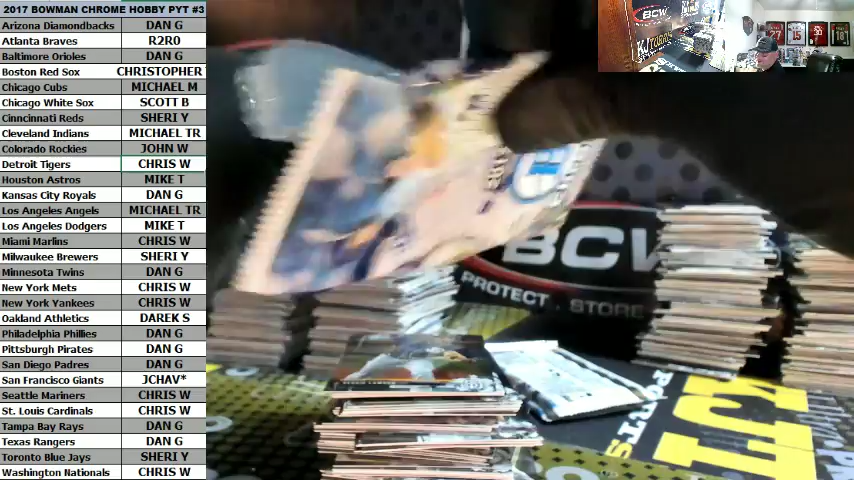 2017 BOWMAN CHROME HOBBY PYT #3
Arizona Diamondbacks DAN G
Atlanta Braves R2R0
Baltimore Orioles DAN G
Boston Red Sox CHRISTOPHER
Chicago Cubs MICHAEL M
Chicago White Sox SCOTT B
Cinncinati Reds SHERI Y
Cleveland Indians MICHAEL TR
Colorado Rockies JOHN W
Detroit Tigers CHRIS W
Houston Astros MIKE T
Kansas City Royals DAN G
Los Angeles Angels MICHAEL TR
Los Angeles Dodgers MIKE T
Miami Marlins CHRIS W
Milwaukee Brewers SHERI Y
Minnesota Twins DAN G
New York Mets CHRIS W
New York Yankees CHRIS W
Oakland Athletics DAREK S
Philadelphia Phillies DAN G
Pittsburgh Pirates DAN G
San Diego Padres DAN G
San Francisco Giants JCHAV*
Seattle Mariners CHRIS W
St. Louis Cardinals CHRIS W
Tampa Bay Rays DAN G
Texas Rangers DAN G
Toronto Blue Jays SHERI Y
Washington Nationals CHRIS W
BCW
PROTECT · STORE
BCW
27
15
18